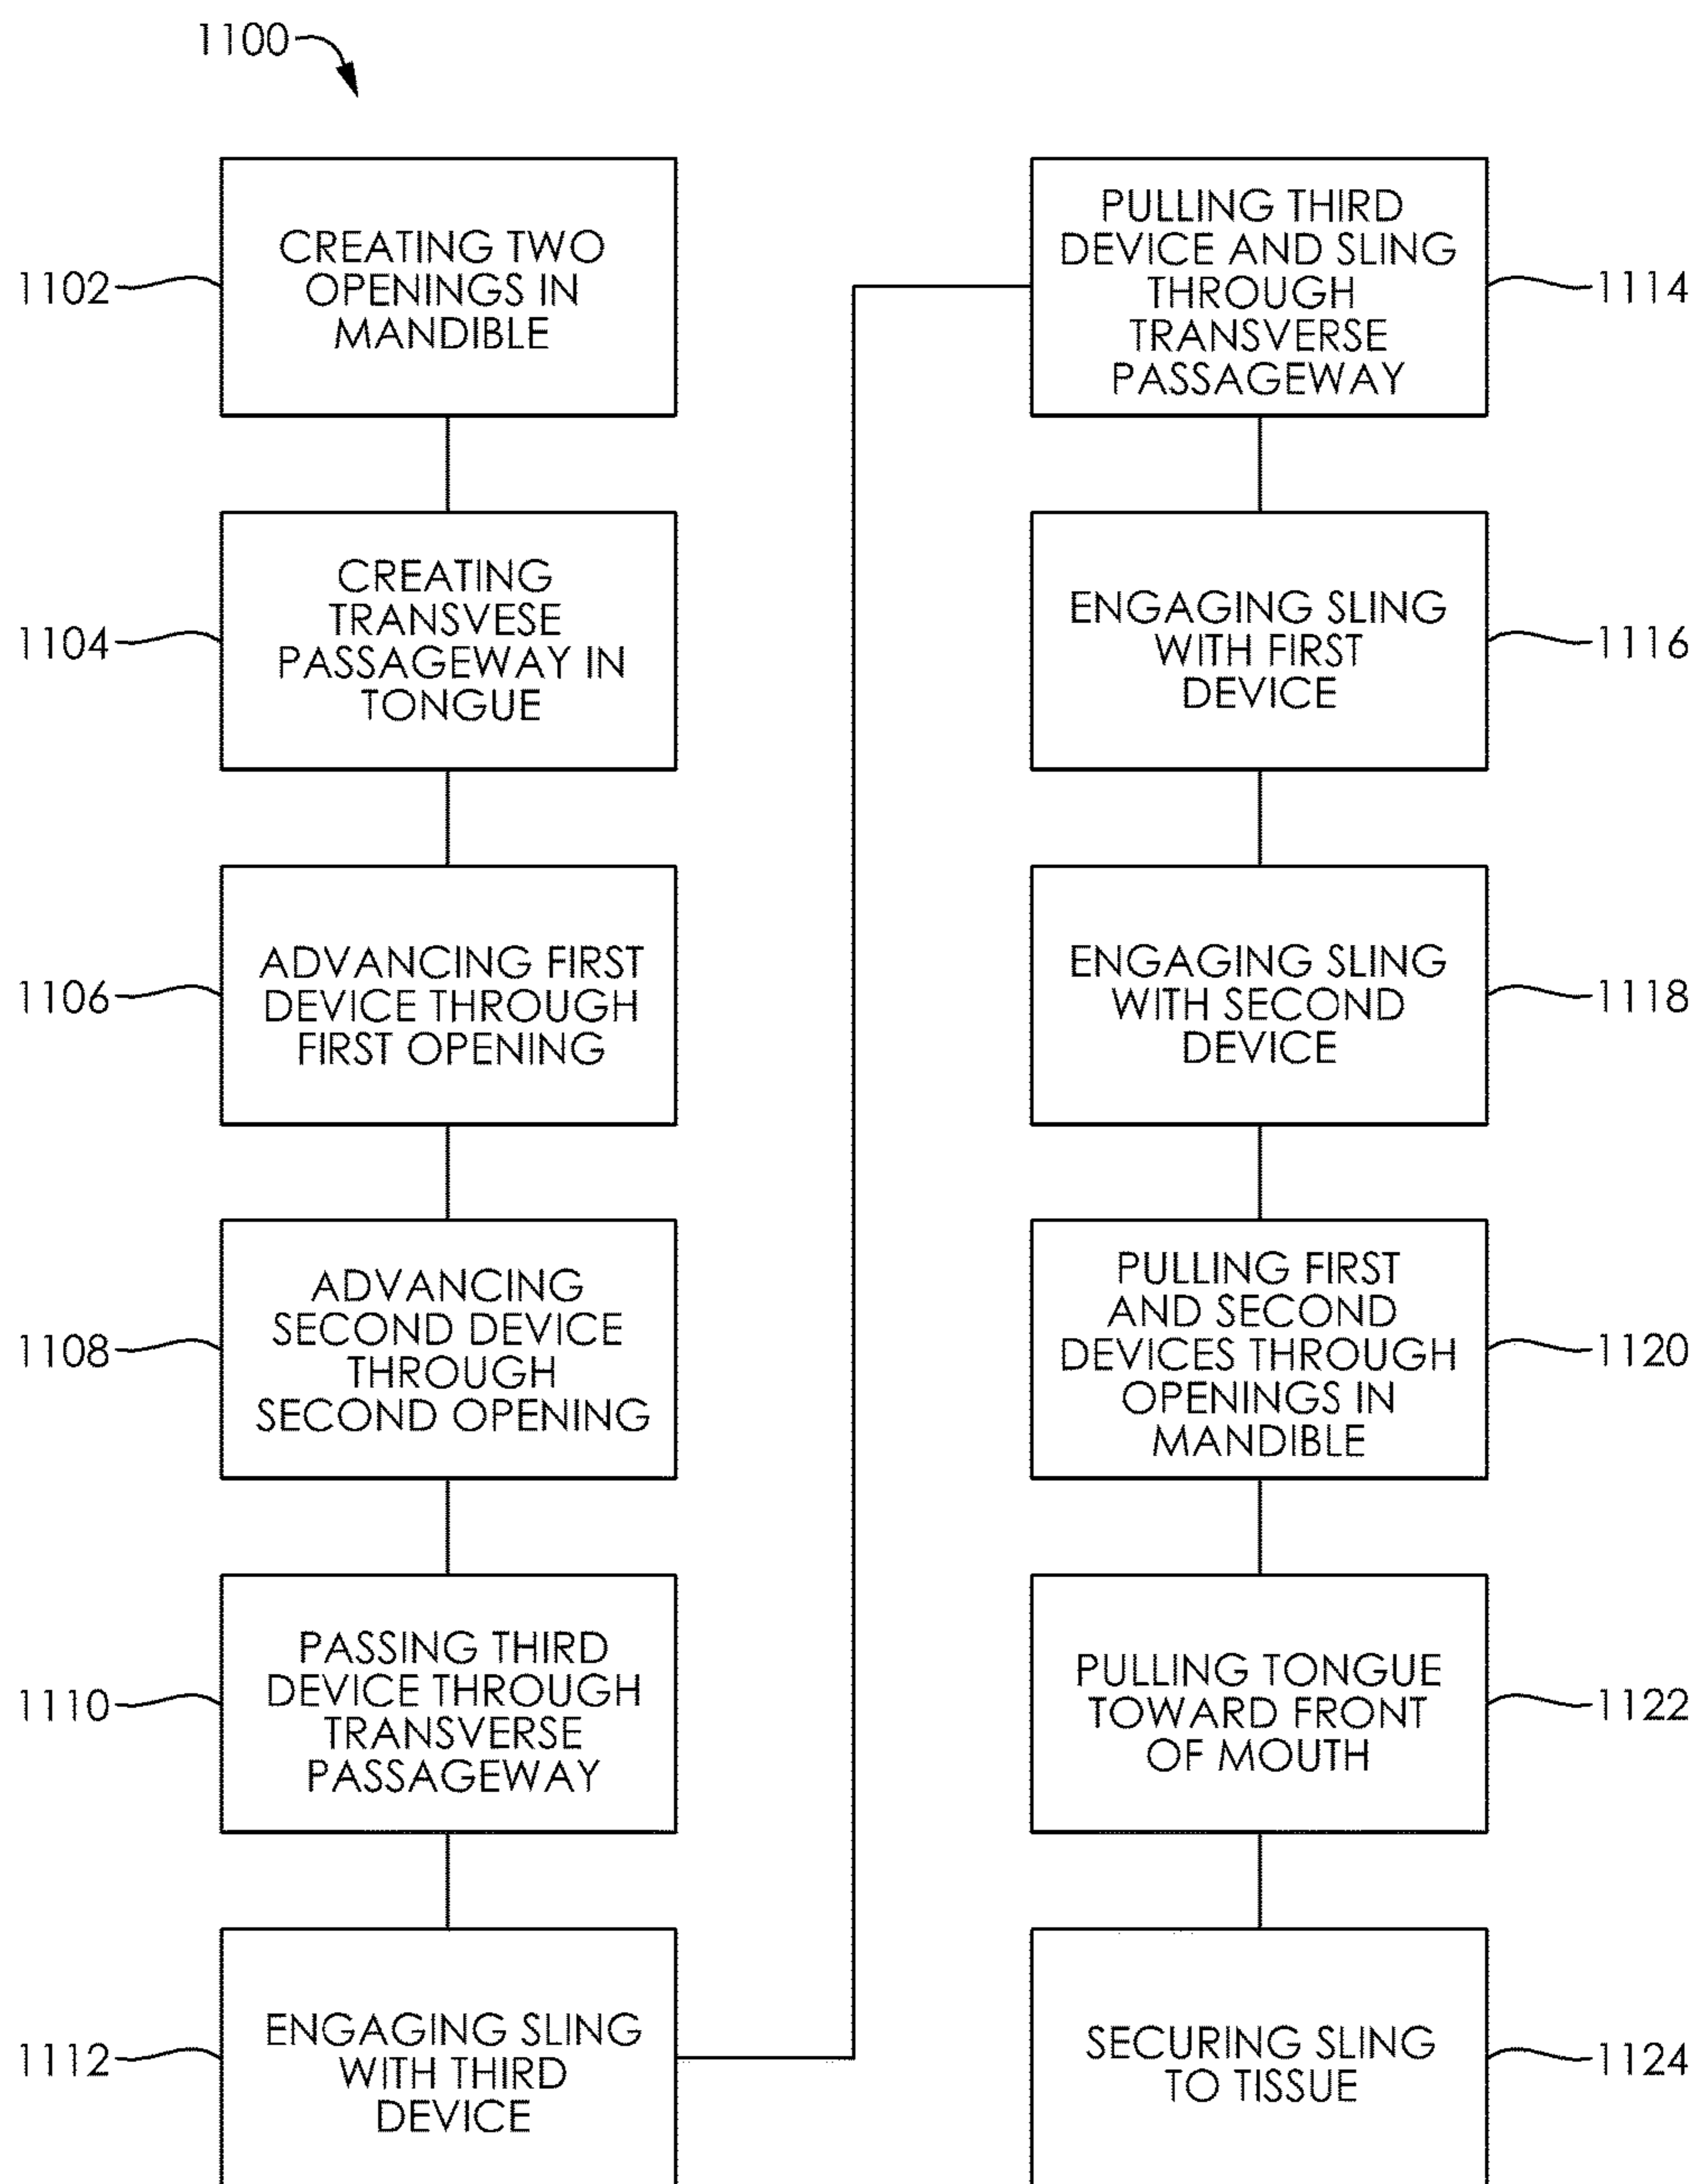 1100
1102
CREATING TWO
OPENINGS IN
MANDIBLE
1104
CREATING
TRANSVESE
PASSAGEWAY IN
TONGUE
1106
ADVANCING FIRST
DEVICE THROUGH
FIRST OPENING
1108
ADVANCING
SECOND DEVICE
THROUGH
SECOND OPENING
1110
PASSING THIRD
DEVICE THROUGH
TRANSVERSE
PASSAGEWAY
1112
ENGAGING SLING
WITH THIRD
DEVICE
PULLING THIRD
DEVICE AND SLING
THROUGH
TRANSVERSE
PASSAGEWAY
1114
ENGAGING SLING
WITH FIRST
DEVICE
1116
ENGAGING SLING
WITH SECOND
DEVICE
1118
PULLING FIRST
AND SECOND
DEVICES THROUGH
OPENINGS IN
MANDIBLE
1120
PULLING TONGUE
TOWARD FRONT
OF MOUTH
1122
SECURING SLING
TO TISSUE
1124